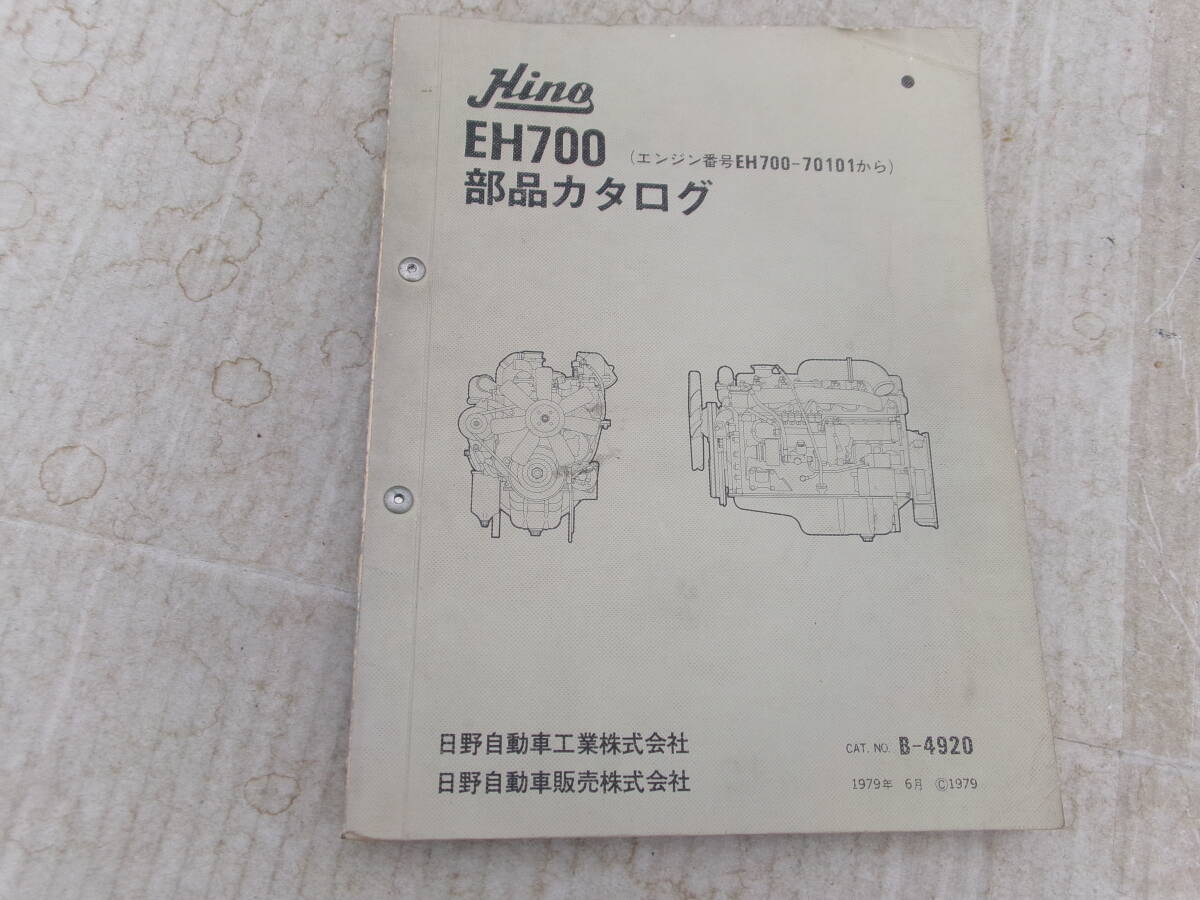 Hino
EH700 (エンジン番号EH700-70101から)
部品カタログ
日野自動車工業株式会社
日野自動車販売株式会社
CAT. NO. B-4920
1979年 6月 ©1979